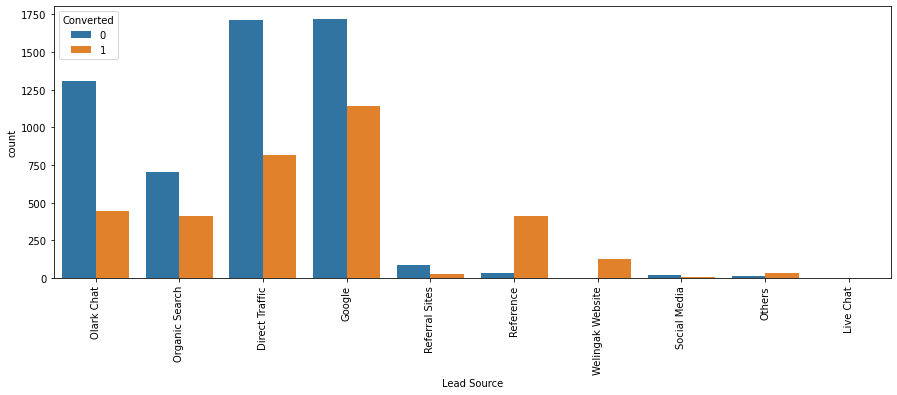 Converted
0
1
1750
1500
1250
1000
750
500
250
0
count
Olark Chat
Organic Search
Direct Traffic
Google
Referral Sites
Reference
Welingak Website
Social Media
Others
Live Chat
Lead Source